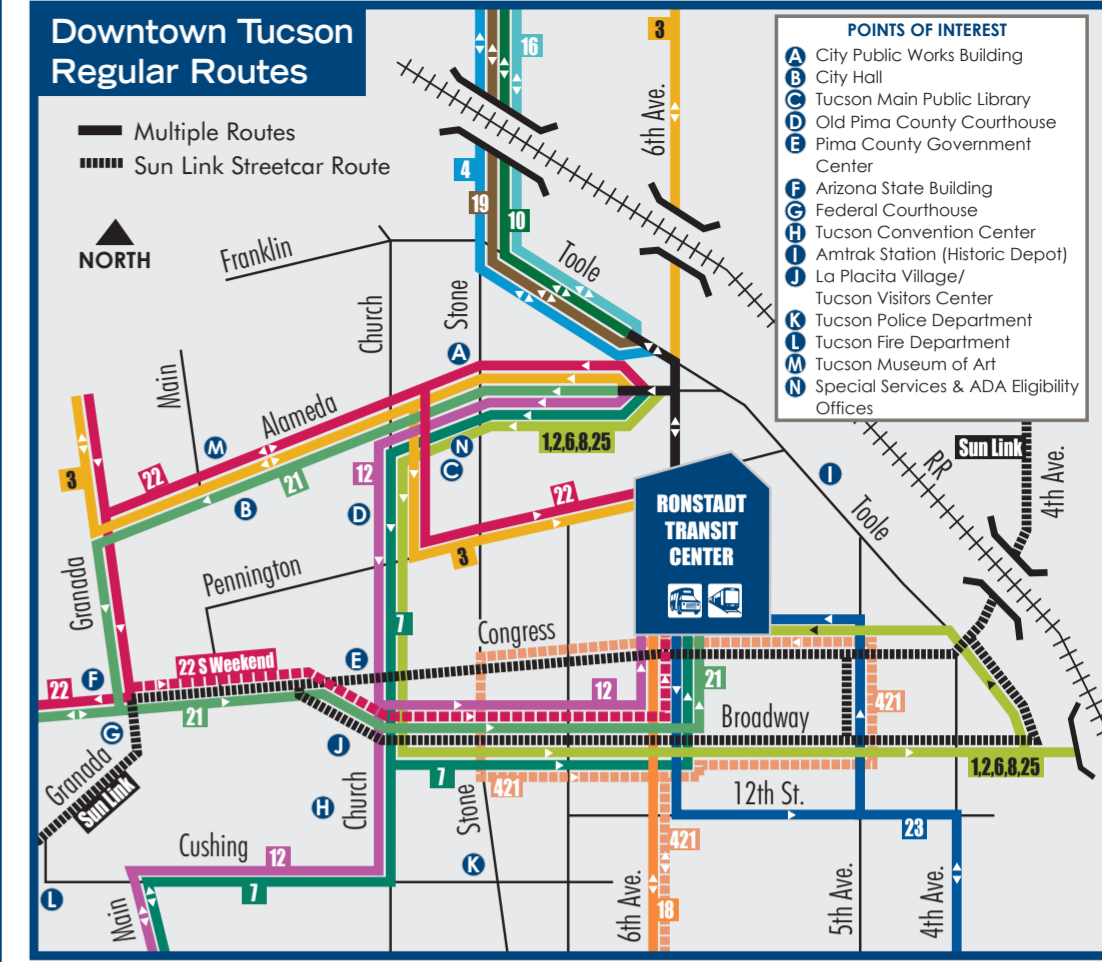 Downtown Tucson
Regular Routes
Multiple Routes
Sun Link Streetcar Route
NORTH
POINTS OF INTEREST
A City Public Works Building
B City Hall
C Tucson Main Public Library
D Old Pima County Courthouse
E Pima County Government
Center
F Arizona State Building
G Federal Courthouse
H Tucson Convention Center
I Amtrak Station (Historic Depot)
J La Placita Village/
Tucson Visitors Center
K Tucson Police Department
L Tucson Fire Department
M Tucson Museum of Art
N Special Services & ADA Eligibility
Offices
16
3
6th Ave.
4
19
10
Franklin
Toole
Church
Stone
A
Main
Alameda
M
N
C
1,2,6,8,25
12
3
22
21
B
D
22
3
RONSTADT
TRANSIT
CENTER
I
Toole
RR
Sun Link
4th Ave.
Granada
Pennington
7
Congress
22 S Weekend
E
F
22
21
12
21
421
G
J
Broadway
Granada
Sun Link
7
421
1,2,6,8,25
H
Church
Stone
12th St.
23
421
Cushing
12
7
K
L
Main
6th Ave.
18
5th Ave.
4th Ave.